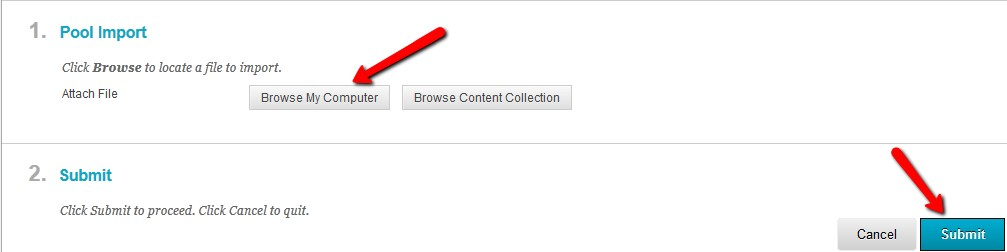 1. Pool Import
Click Browse to locate a file to import.
Attach File Browse My Computer Browse Content Collection
2. Submit
Click Submit to proceed. Click Cancel to quit.
Cancel Submit